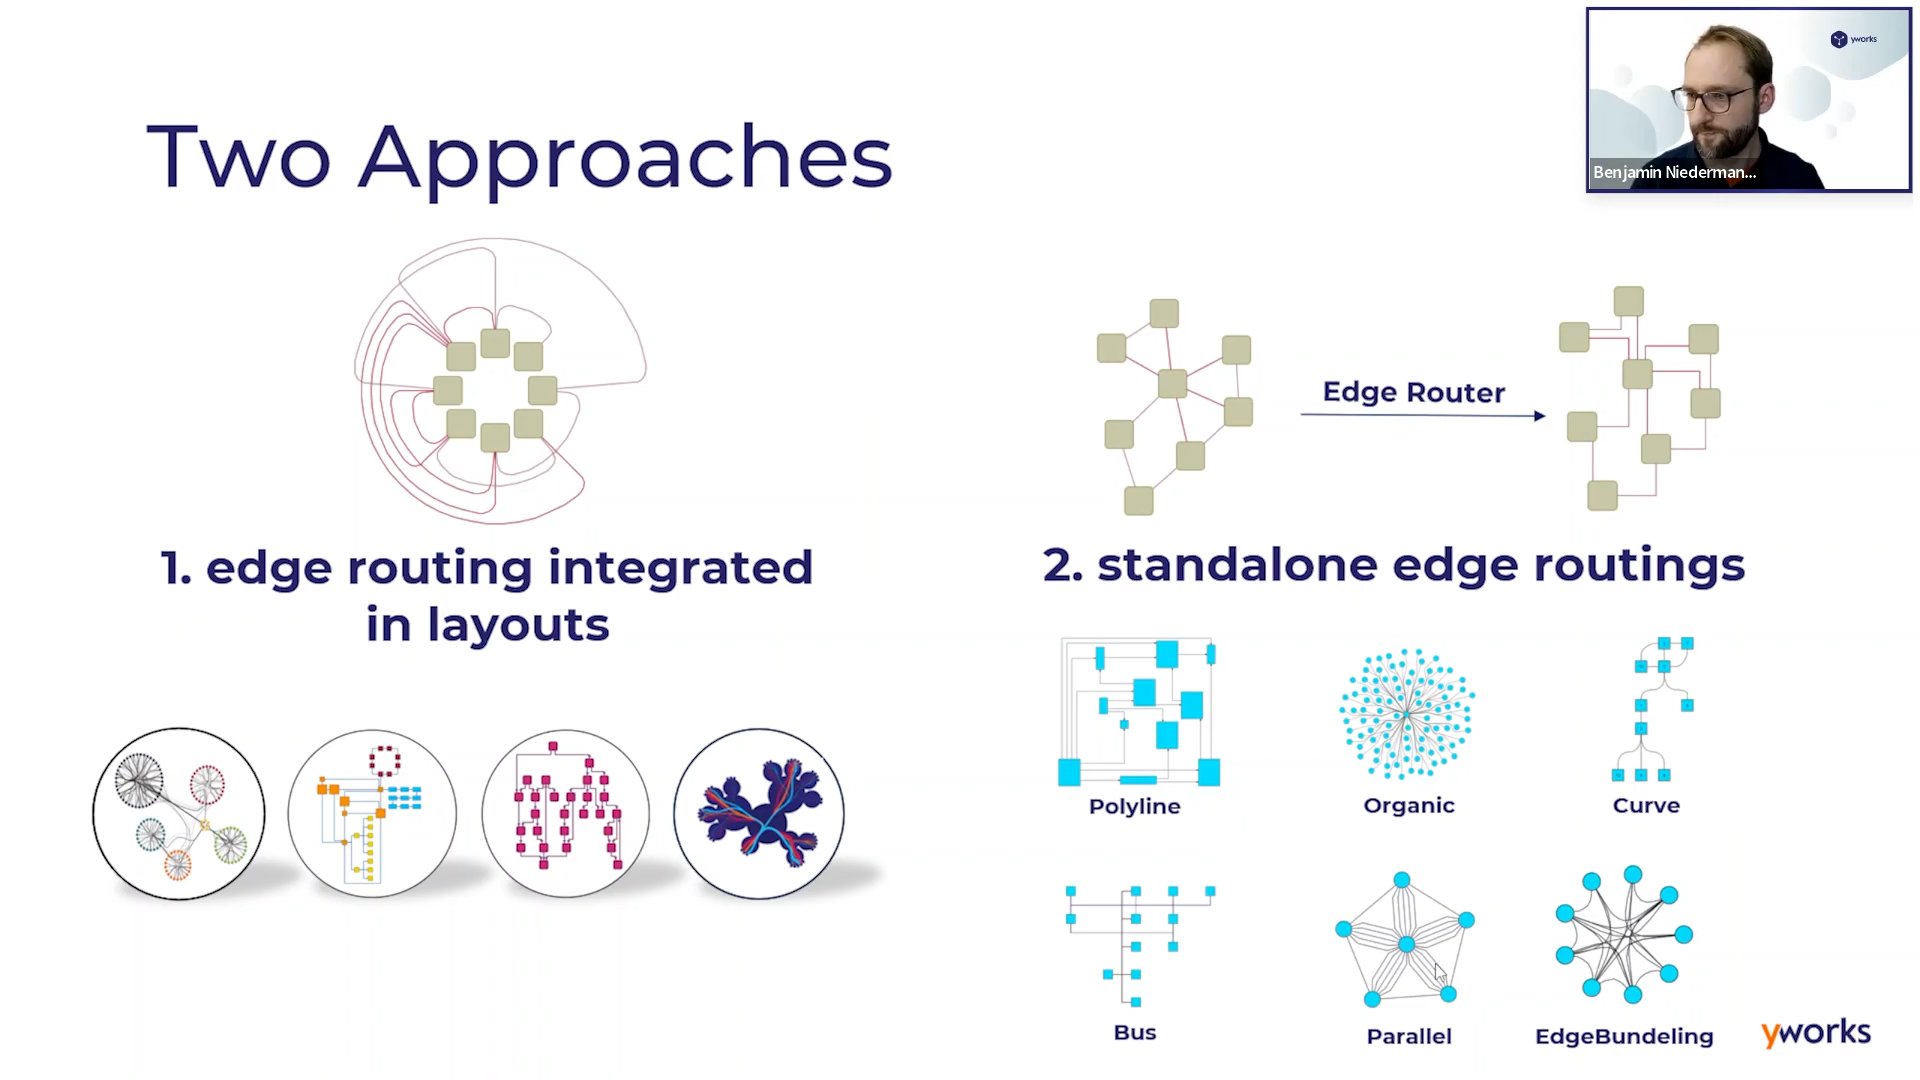 yworks
Benjamin Niederman...
Two Approaches
Edge Router
1. edge routing integrated
in layouts
2. standalone edge routings
Polyline
Organic
Curve
Bus
Parallel
EdgeBundeling
yworks